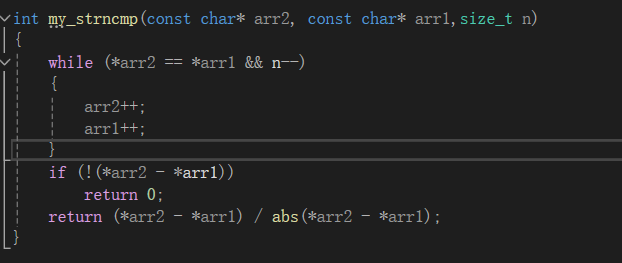 int my_strncmp(const char* arr2, const char* arr1,size_t n)
{
while (*arr2 == *arr1 && n--)
{
arr2++;
arr1++;
}
if (!(*arr2 - *arr1))
return 0;
return (*arr2 - *arr1) / abs(*arr2 - *arr1);
}